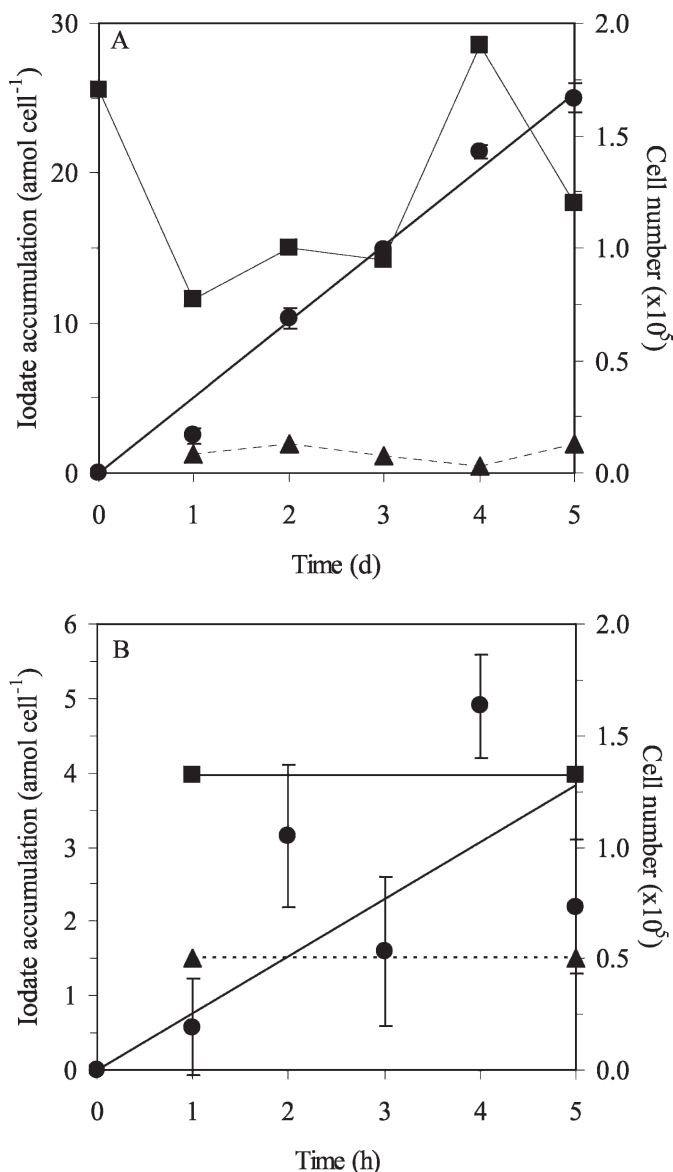 A
30
20
10
0
Iodate accumulation (amol cell⁻¹)
2.0
1.5
1.0
0.5
0.0
Cell number (x10⁵)
0 1 2 3 4 5
Time (d)
B
6
5
4
3
2
1
0
Iodate accumulation (amol cell⁻¹)
2.0
1.5
1.0
0.5
0.0
Cell number (x10⁵)
0 1 2 3 4 5
Time (h)